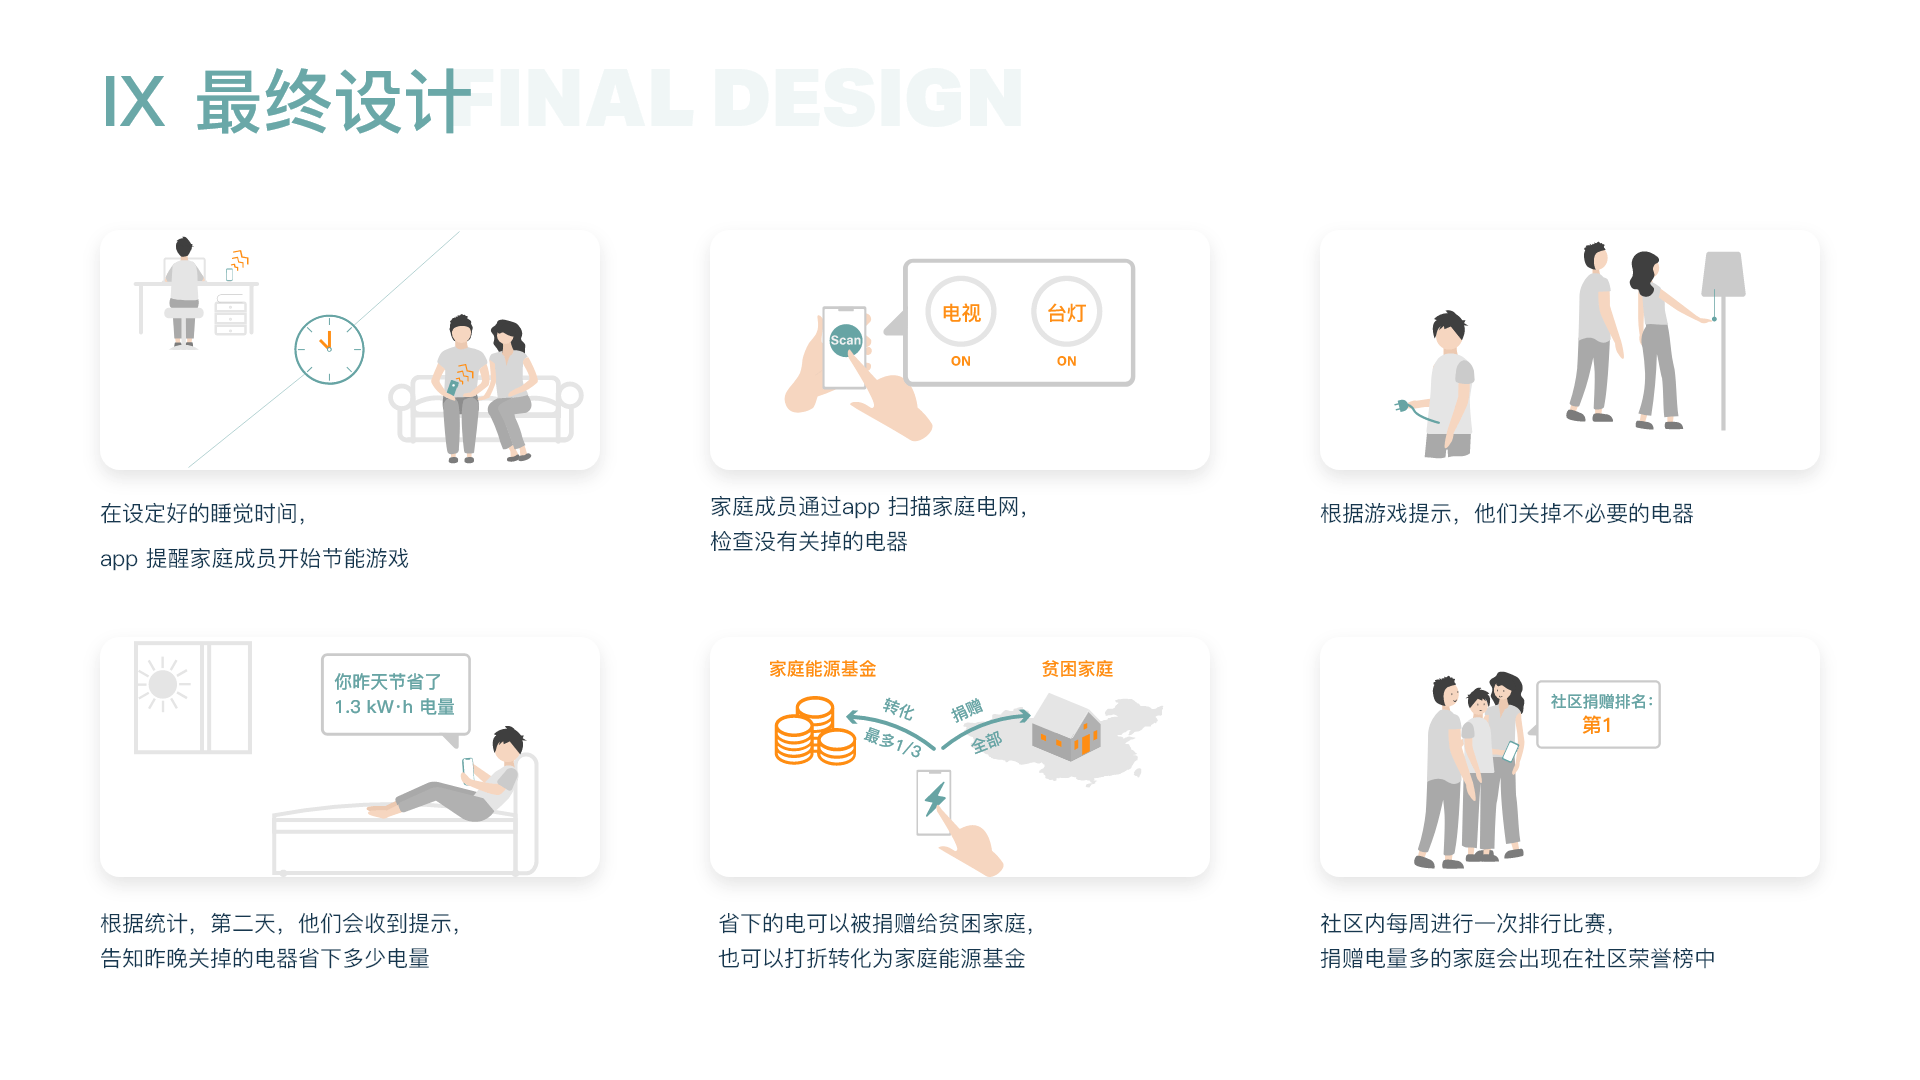 IX 最终设计
FINAL DESIGN
在设定好的睡觉时间，
app 提醒家庭成员开始节能游戏
Scan
电视
台灯
ON
ON
家庭成员通过app 扫描家庭电网，
检查没有关掉的电器
根据游戏提示，他们关掉不必要的电器
你昨天节省了
1.3 kW·h 电量
根据统计，第二天，他们会收到提示，
告知昨晚关掉的电器省下多少电量
家庭能源基金
贫困家庭
转化
最多1/3
捐赠
全部
省下的电可以被捐赠给贫困家庭，
也可以打折转化为家庭能源基金
社区捐赠排名：
第1
社区内每周进行一次排行比赛，
捐赠电量多的家庭会出现在社区荣誉榜中